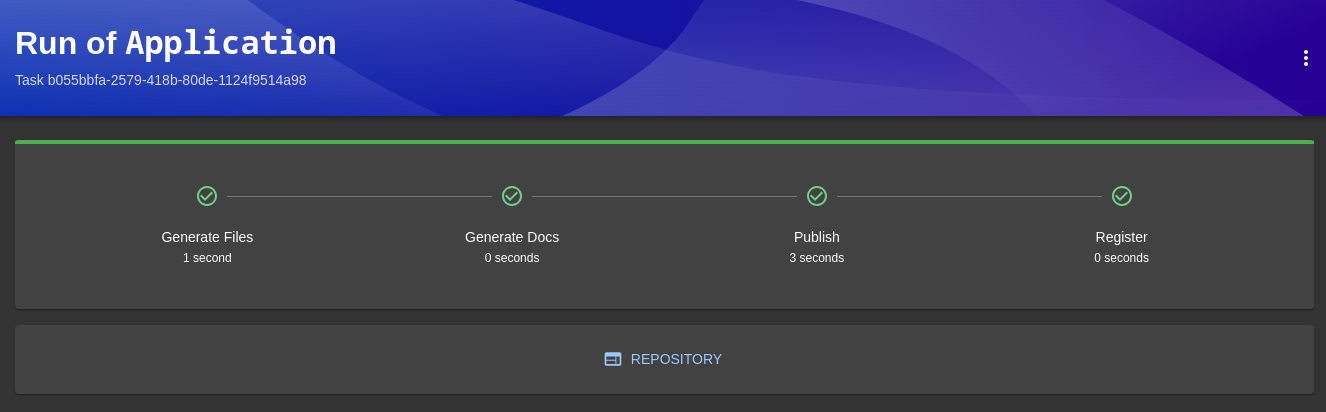 Run of Application
Task b055bbfa-2579-418b-80de-1124f9514a98
Generate Files
1 second
Generate Docs
0 seconds
Publish
3 seconds
Register
0 seconds
REPOSITORY